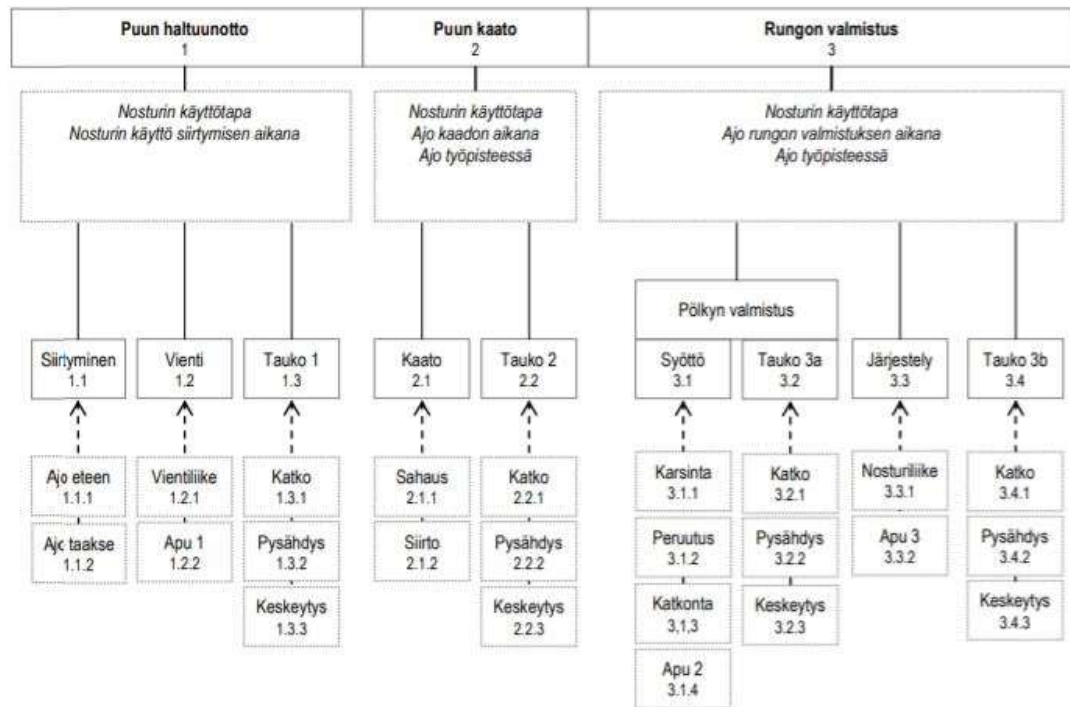 Puun haltuunotto
1
Puun kaato
2
Rungon valmistus
3
Nosturin käyttötapa
Nosturin käyttö siirtymisen aikana
Nosturin käyttötapa
Ajo kaadon aikana
Ajo työpisteessä
Nosturin käyttötapa
Ajo rungon valmistuksen aikana
Ajo työpisteessä
Pölkyn valmistus
Siirtyminen
1.1
Vienti
1.2
Tauko 1
1.3
Kaato
2.1
Tauko 2
2.2
Syöttö
3.1
Tauko 3a
3.2
Järjestely
3.3
Tauko 3b
3.4
Ajo eteen
1.1.1
Ajo taakse
1.1.2
Vientiliike
1.2.1
Apu 1
1.2.2
Katko
1.3.1
Pysähdys
1.3.2
Keskeytys
1.3.3
Sahaus
2.1.1
Siirto
2.1.2
Katko
2.2.1
Pysähdys
2.2.2
Keskeytys
2.2.3
Karsinta
3.1.1
Peruutus
3.1.2
Katkonta
3,1,3
Apu 2
3.1.4
Katko
3.2.1
Pysähdys
3.2.2
Keskeytys
3.2.3
Nosturiliike
3.3.1
Apu 3
3.3.2
Katko
3.4.1
Pysähdys
3.4.2
Keskeytys
3.4.3